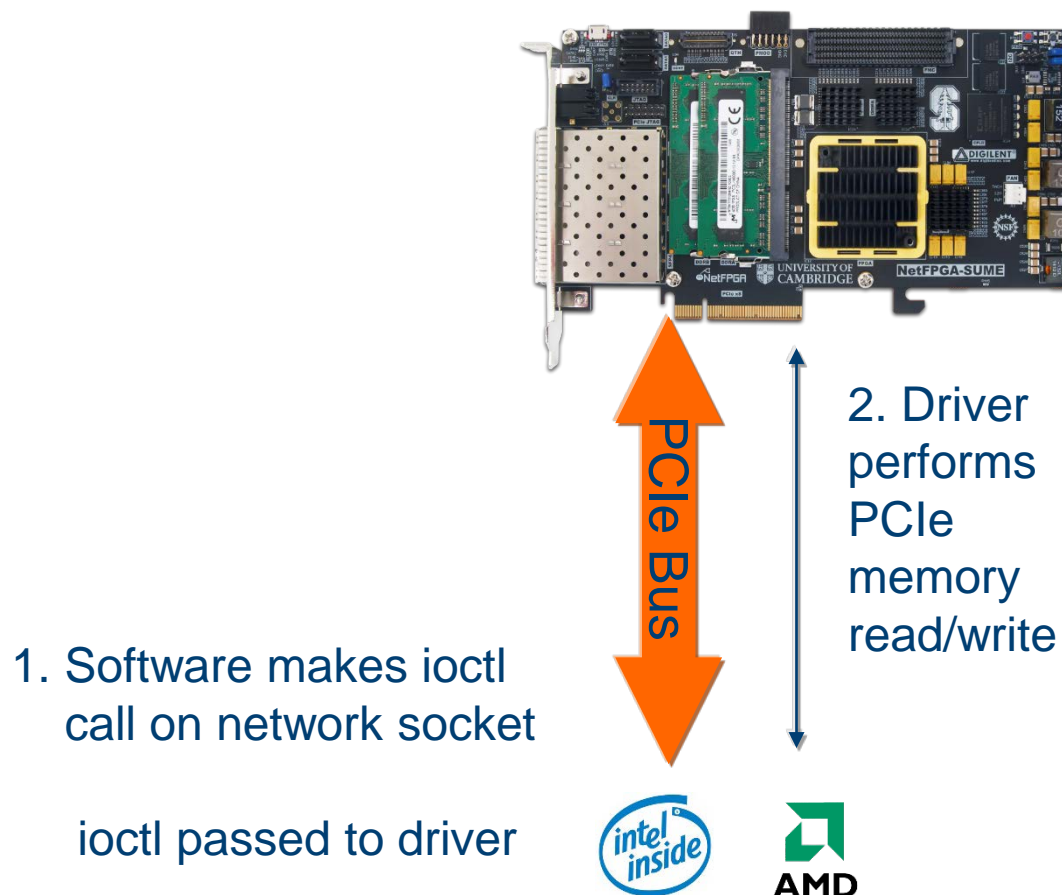 DIGILENT
NSF
NetFPGA
UNIVERSITY OF
CAMBRIDGE
NetFPGA-SUME
PCIe Bus
2. Driver
performs
PCIe
memory
read/write
1. Software makes ioctl
call on network socket
ioctl passed to driver
intel
inside
AMD